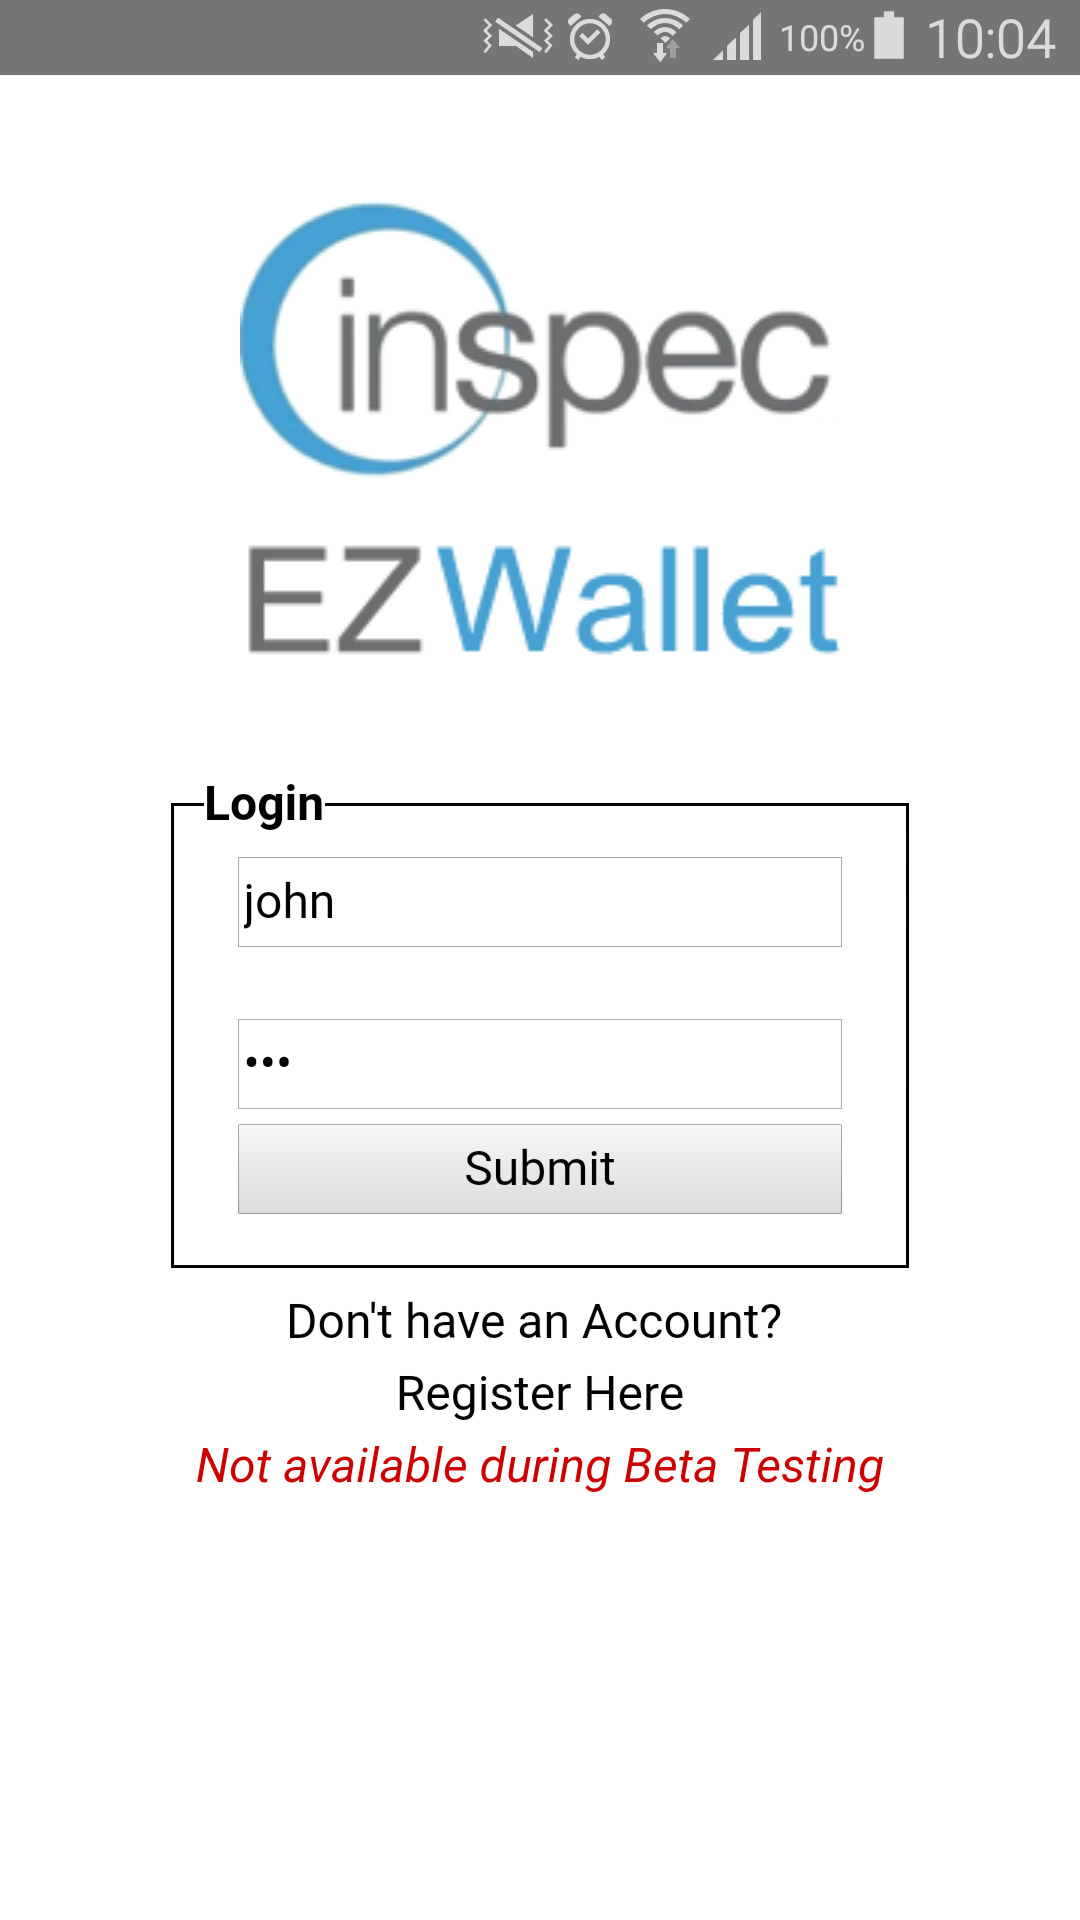 100% 10:04
inspec
EZWallet
Login
john
•••
Submit
Don't have an Account?
Register Here
Not available during Beta Testing